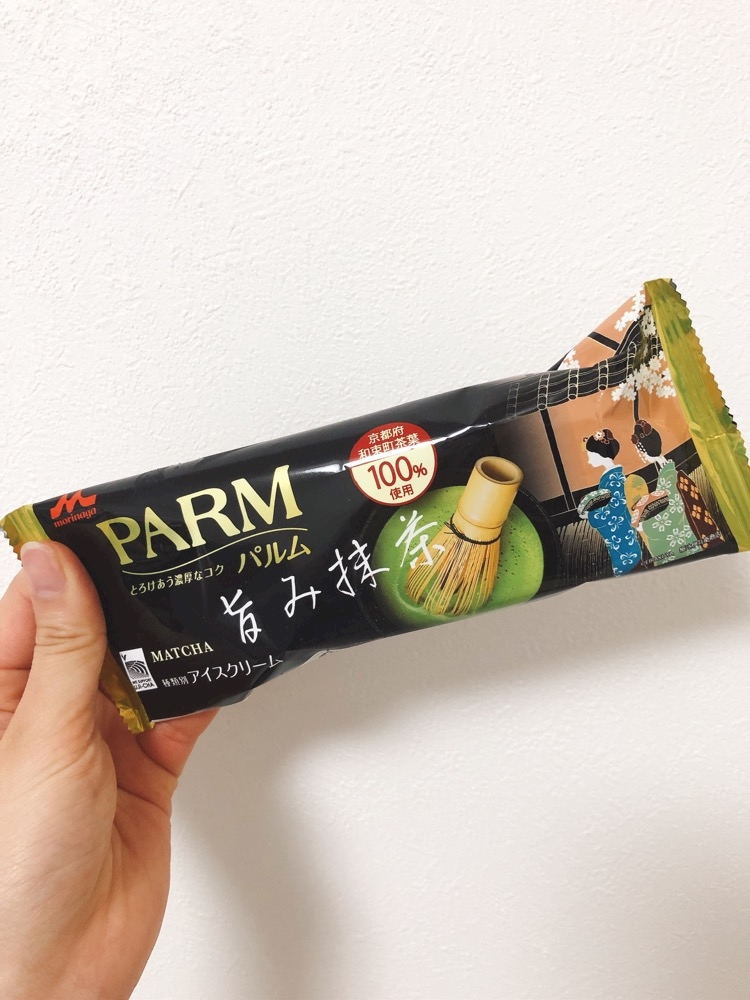 morinaga
PARM
パルム
とろけあう濃厚なコク
京都府
和束町茶葉
100%
使用
旨み抹茶
MATCHA
種類別 アイスクリーム